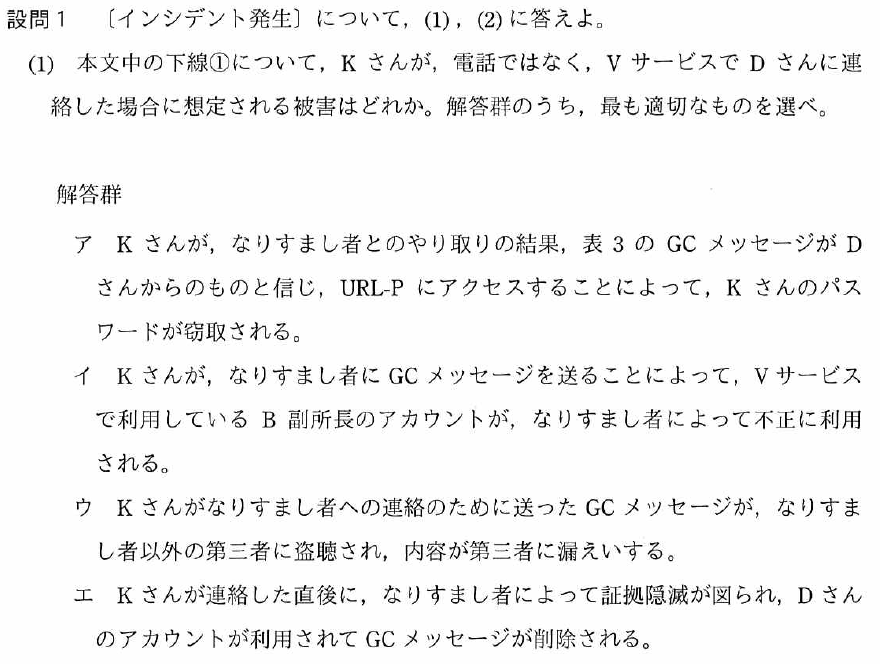 設問1 〔インシデント発生〕について，(1)，(2)に答えよ。
(1) 本文中の下線①について，K さんが，電話ではなく，V サービスで D さんに連
絡した場合に想定される被害はどれか。解答群のうち，最も適切なものを選べ。
解答群
ア K さんが，なりすまし者とのやり取りの結果，表 3 の GC メッセージが D
さんからのものと信じ，URL-P にアクセスすることによって，K さんのパス
ワードが窃取される。
イ K さんが，なりすまし者に GC メッセージを送ることによって，V サービス
で利用している B 副所長のアカウントが，なりすまし者によって不正に利用
される。
ウ K さんがなりすまし者への連絡のために送った GC メッセージが，なりすま
し者以外の第三者に盗聴され，内容が第三者に漏えいする。
エ K さんが連絡した直後に，なりすまし者によって証拠隠滅が図られ，D さん
のアカウントが利用されて GC メッセージが削除される。